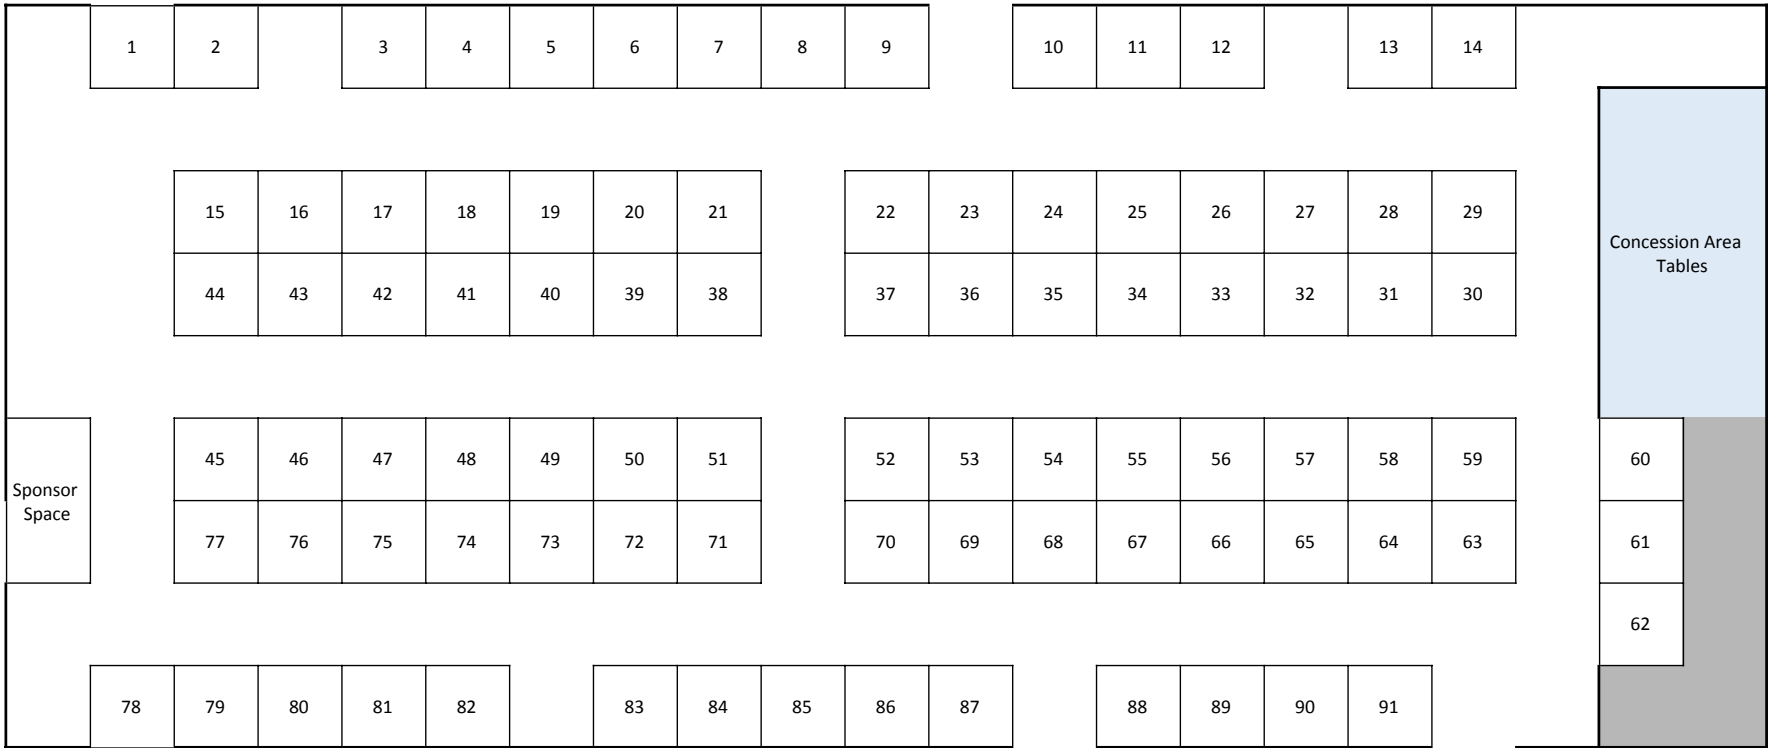 1 2 3 4 5 6 7 8 9 10 11 12 13 14
15 16 17 18 19 20 21 22 23 24 25 26 27 28 29
Concession Area
Tables
44 43 42 41 40 39 38 37 36 35 34 33 32 31 30
45 46 47 48 49 50 51 52 53 54 55 56 57 58 59 60
Sponsor
Space
77 76 75 74 73 72 71 70 69 68 67 66 65 64 63 61
62
78 79 80 81 82 83 84 85 86 87 88 89 90 91